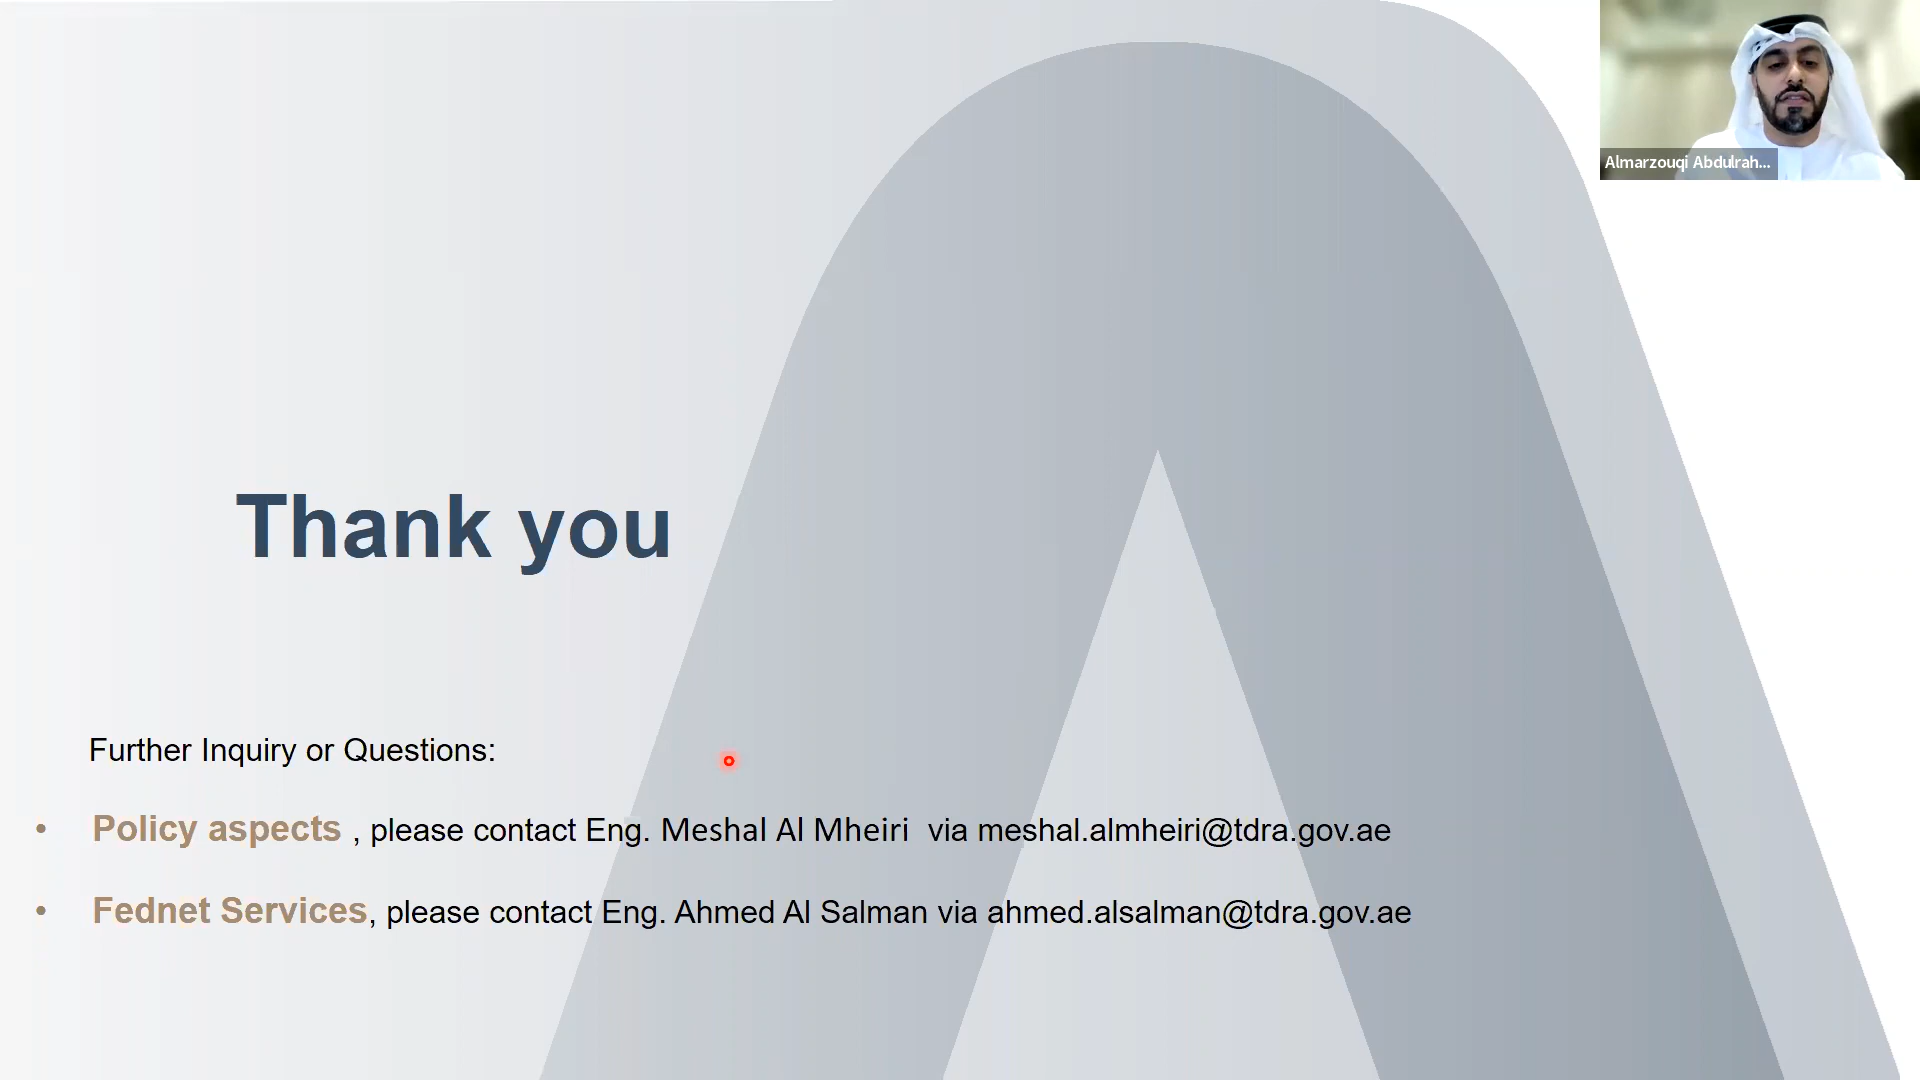 Almarzouqi Abdulrah...
Thank you
Further Inquiry or Questions:
• Policy aspects , please contact Eng. Meshal Al Mheiri via meshal.almheiri@tdra.gov.ae
• Fednet Services, please contact Eng. Ahmed Al Salman via ahmed.alsalman@tdra.gov.ae